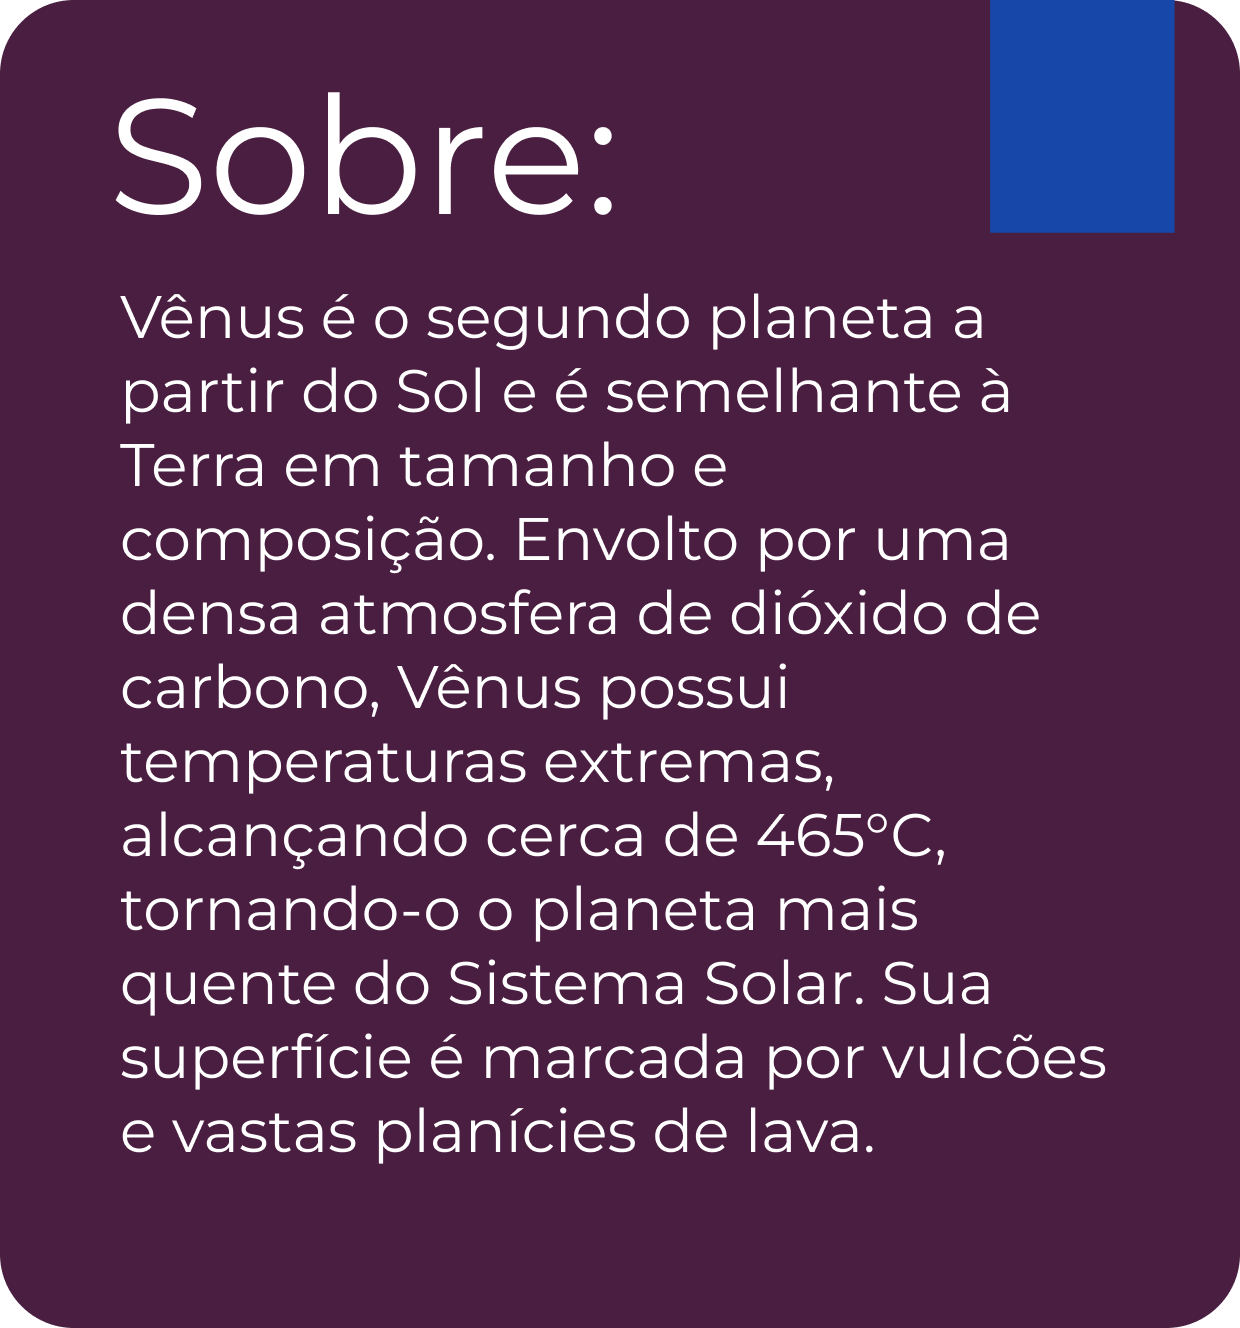 Sobre:
Vênus é o segundo planeta a
partir do Sol e é semelhante à
Terra em tamanho e
composição. Envolto por uma
densa atmosfera de dióxido de
carbono, Vênus possui
temperaturas extremas,
alcançando cerca de 465°C,
tornando-o o planeta mais
quente do Sistema Solar. Sua
superfície é marcada por vulcões
e vastas planícies de lava.